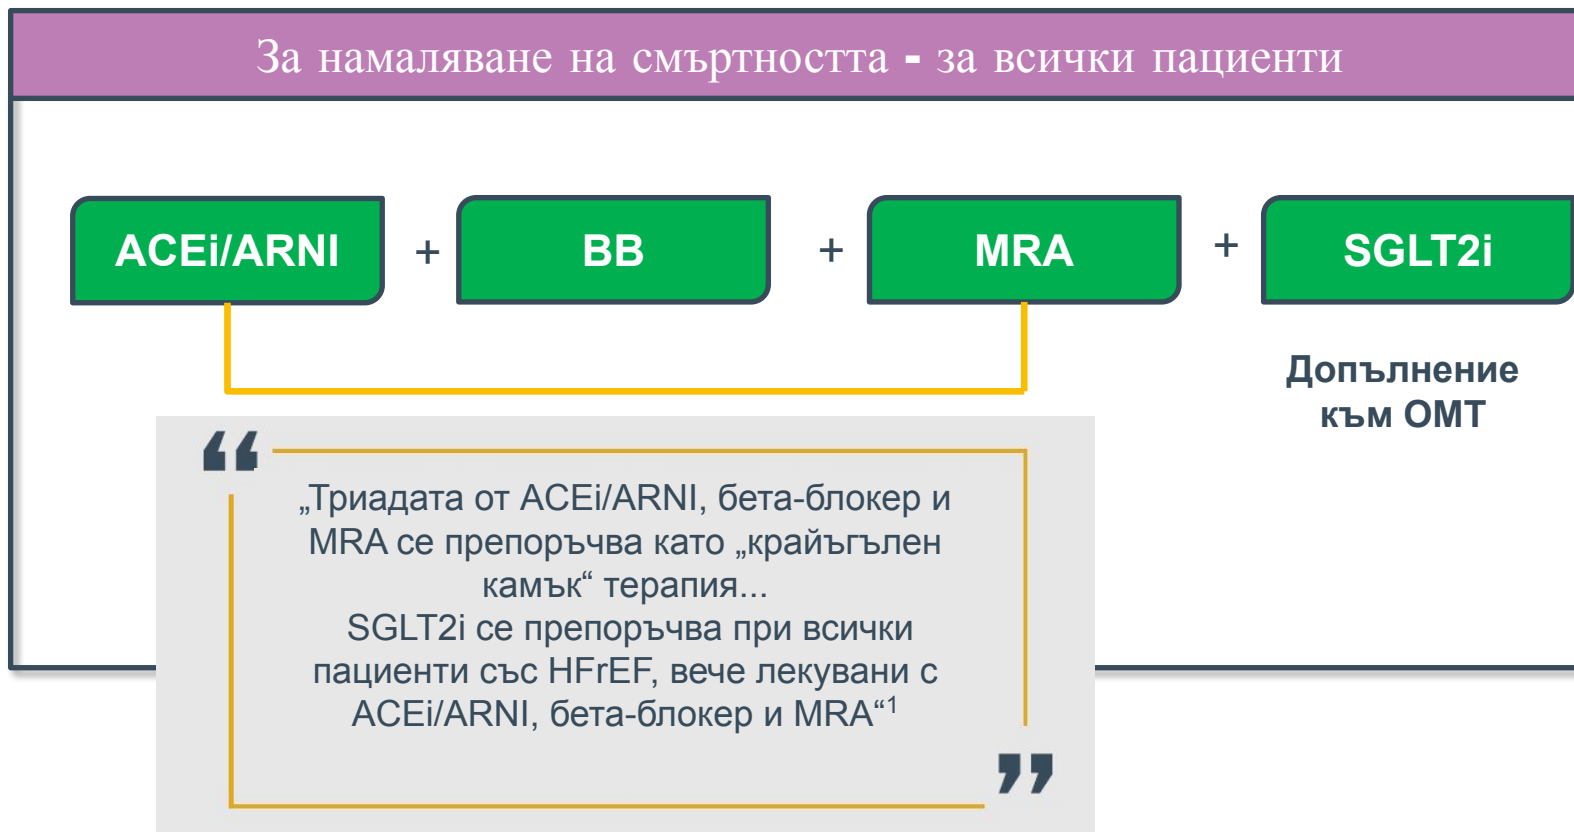 За намаляване на смъртността - за всички пациенти
ACEi/ARNI + BB + MRA + SGLT2i
Допълнение
към ОМТ
“
„Триадата от ACEi/ARNI, бета-блокер и
MRA се препоръчва като „крайъгълен
камък“ терапия...
SGLT2i се препоръчва при всички
пациенти със HFrEF, вече лекувани с
ACEi/ARNI, бета-блокер и MRA“¹
”